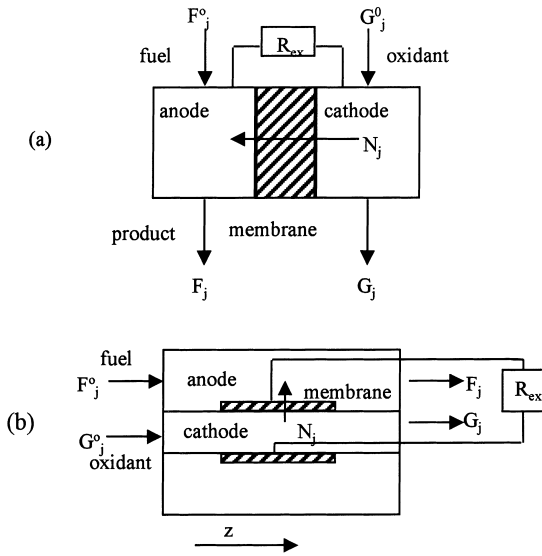 F°j G⁰j
Rex
fuel oxidant
anode cathode
(a)
Nj
product membrane
Fj Gj
fuel
F°j anode membrane Fj Rex
(b) cathode Nj Gj
G°j
oxidant
z